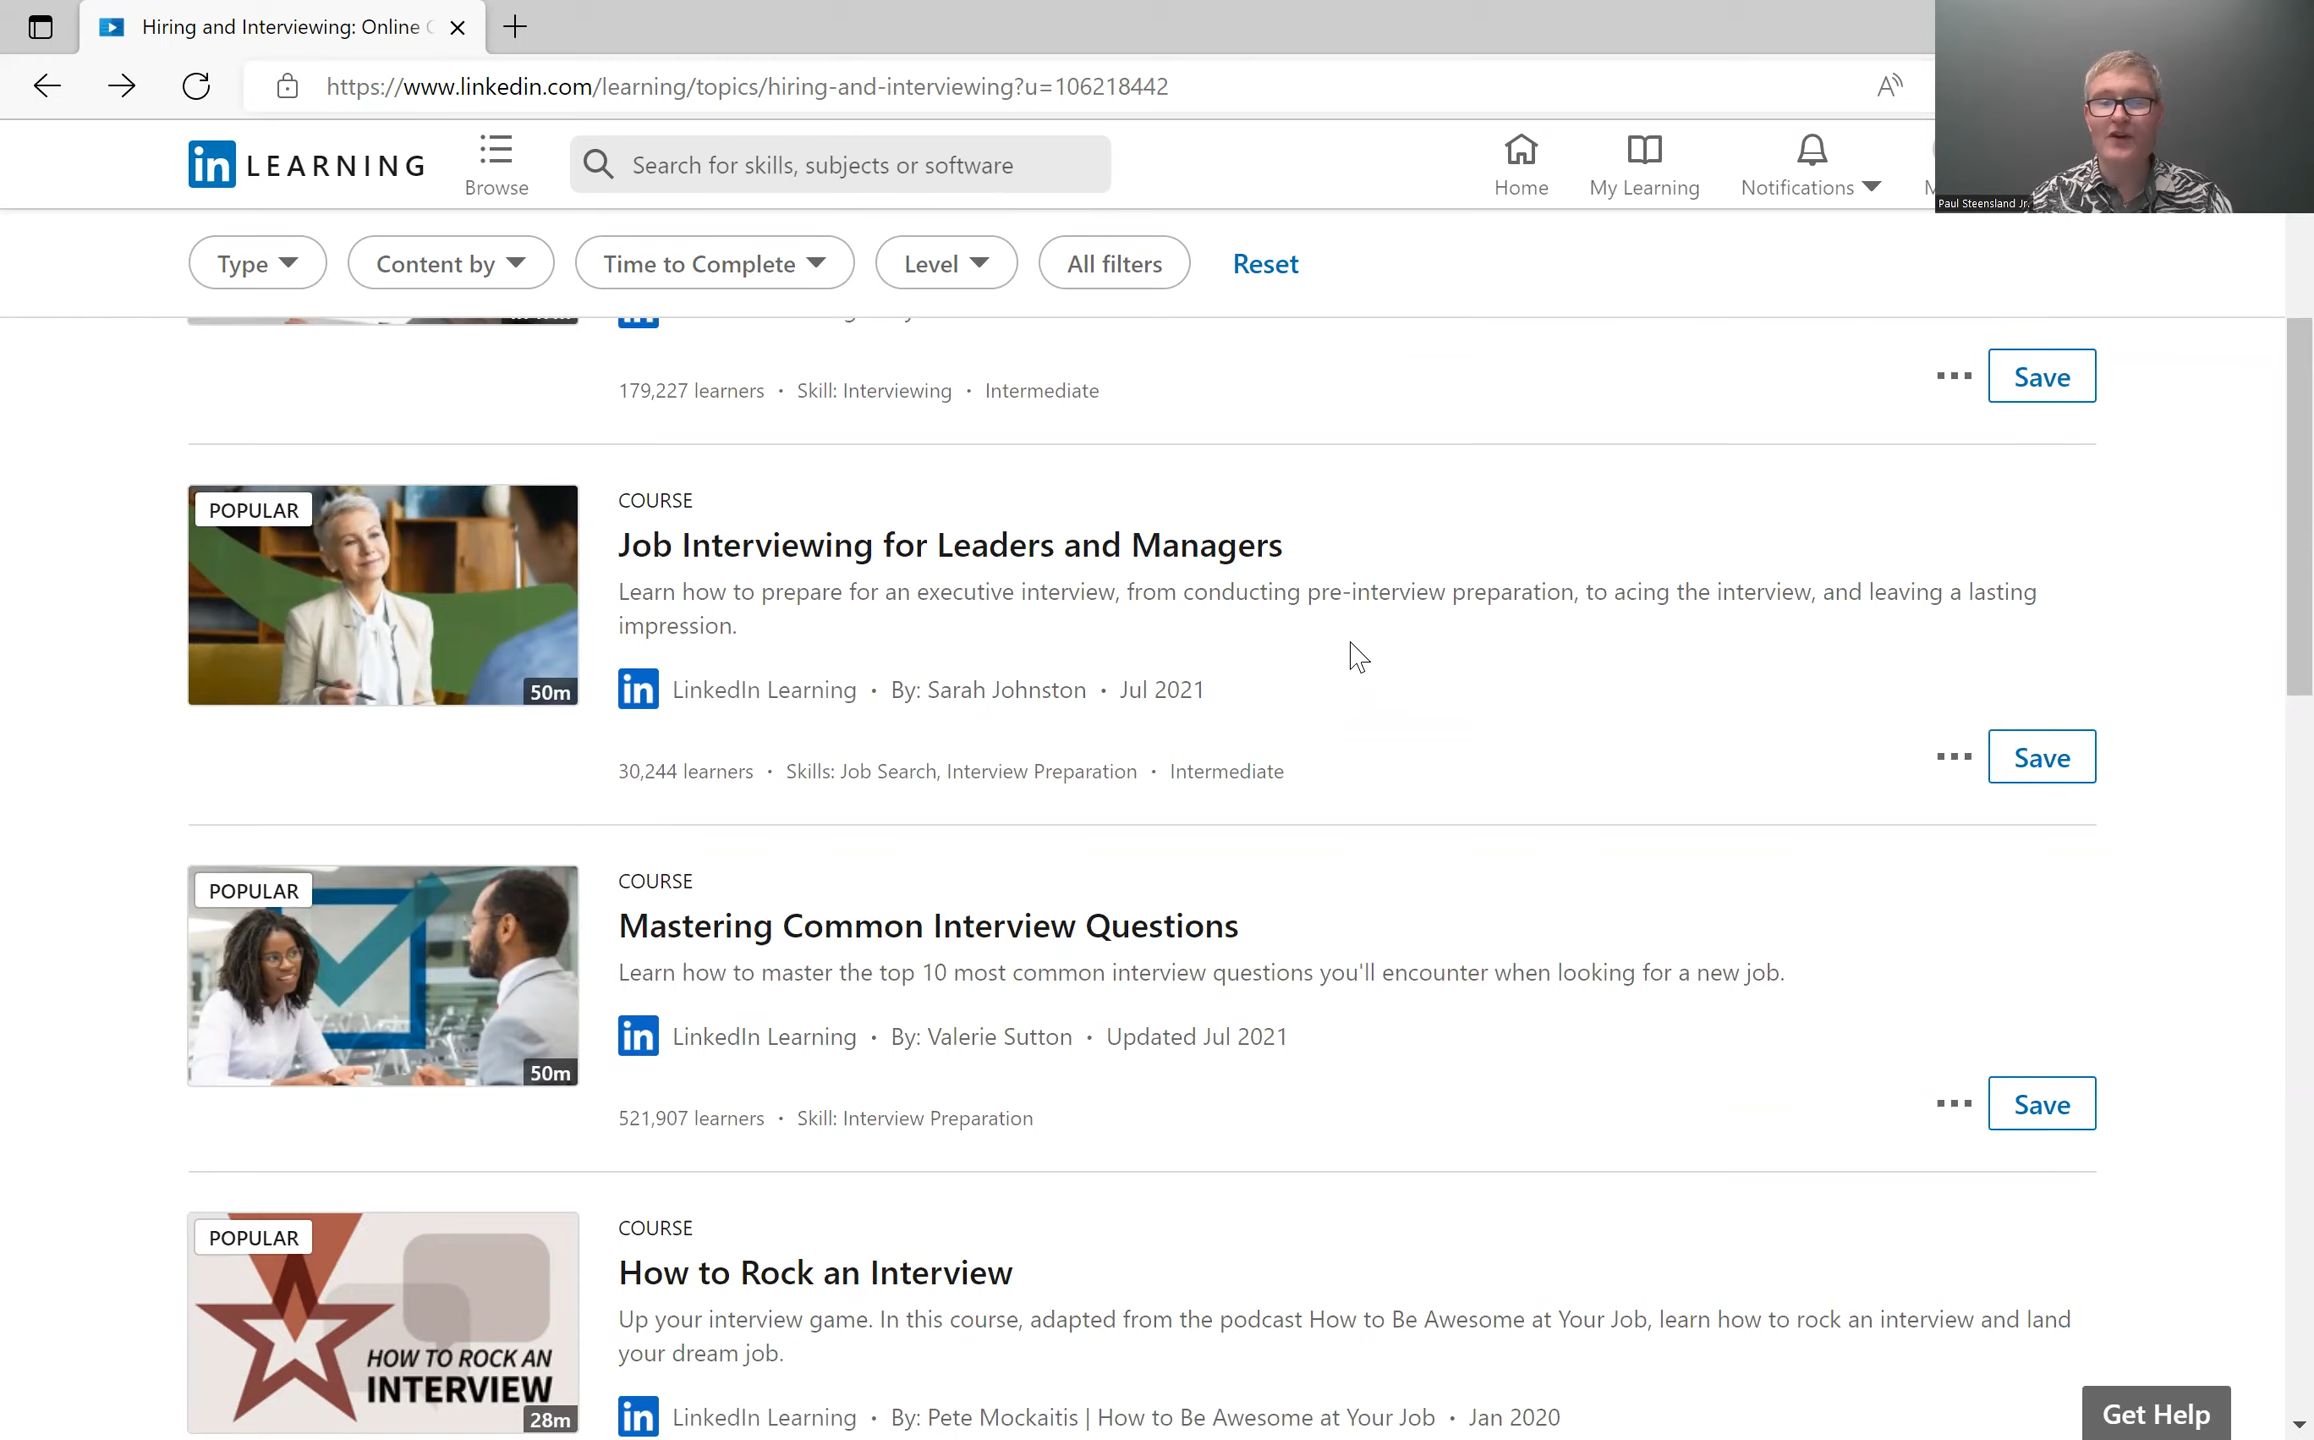 Hiring and Interviewing: Online
https://www.linkedin.com/learning/topics/hiring-and-interviewing?u=106218442
Paul Steensland Jr.
in LEARNING
Browse
Search for skills, subjects or software
Home
My Learning
Notifications
Type
Content by
Time to Complete
Level
All filters
Reset
179,227 learners · Skill: Interviewing · Intermediate
Save
POPULAR
50m
COURSE
Job Interviewing for Leaders and Managers
Learn how to prepare for an executive interview, from conducting pre-interview preparation, to acing the interview, and leaving a lasting
impression.
in LinkedIn Learning · By: Sarah Johnston · Jul 2021
30,244 learners · Skills: Job Search, Interview Preparation · Intermediate
Save
POPULAR
50m
COURSE
Mastering Common Interview Questions
Learn how to master the top 10 most common interview questions you'll encounter when looking for a new job.
in LinkedIn Learning · By: Valerie Sutton · Updated Jul 2021
521,907 learners · Skill: Interview Preparation
Save
POPULAR
HOW TO ROCK AN
INTERVIEW
28m
COURSE
How to Rock an Interview
Up your interview game. In this course, adapted from the podcast How to Be Awesome at Your Job, learn how to rock an interview and land
your dream job.
in LinkedIn Learning · By: Pete Mockaitis | How to Be Awesome at Your Job · Jan 2020
Get Help